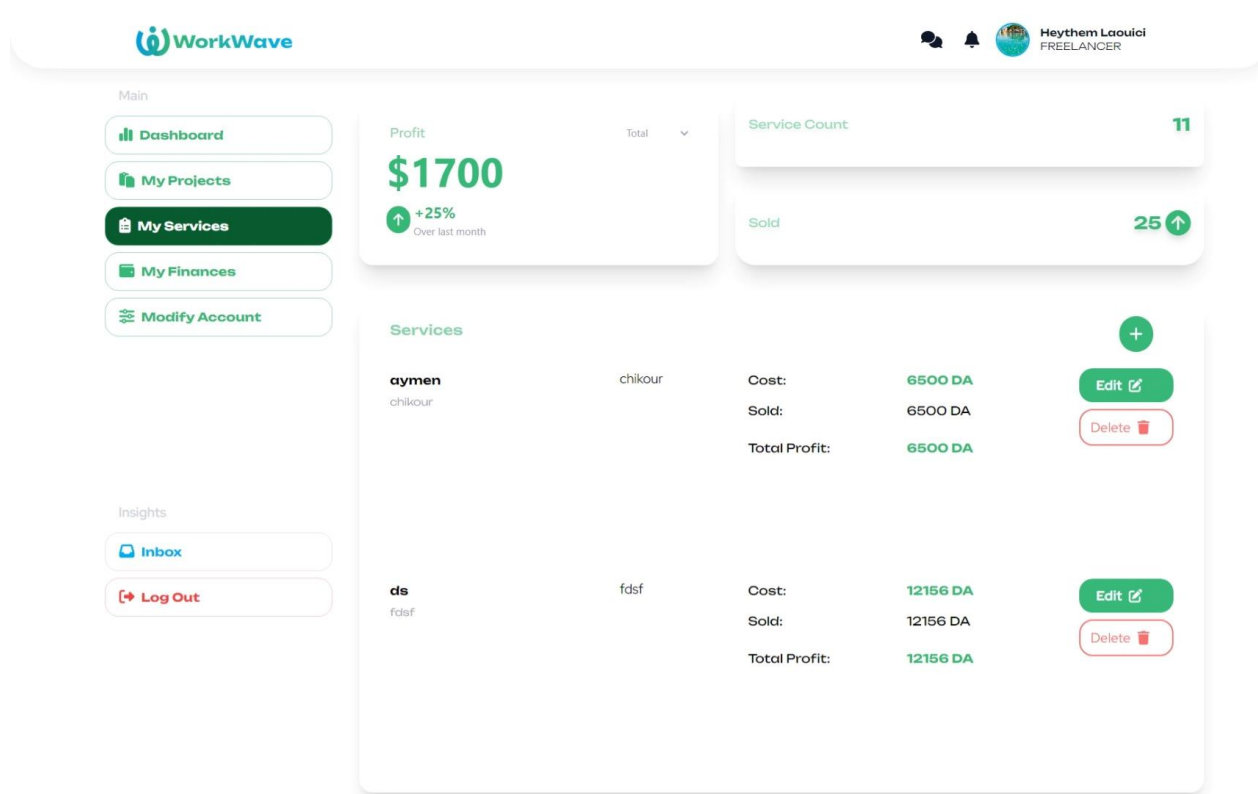 WorkWave
Heythem Laouici
FREELANCER
Main
Dashboard
My Projects
My Services
My Finances
Modify Account
Insights
Inbox
Log Out
Profit
Total
$1700
+25%
Over last month
Service Count
11
Sold
25
Services
aymen
chikour
chikour
Cost: 6500 DA
Sold: 6500 DA
Total Profit: 6500 DA
Edit
Delete
ds
fdsf
fdsf
Cost: 12156 DA
Sold: 12156 DA
Total Profit: 12156 DA
Edit
Delete